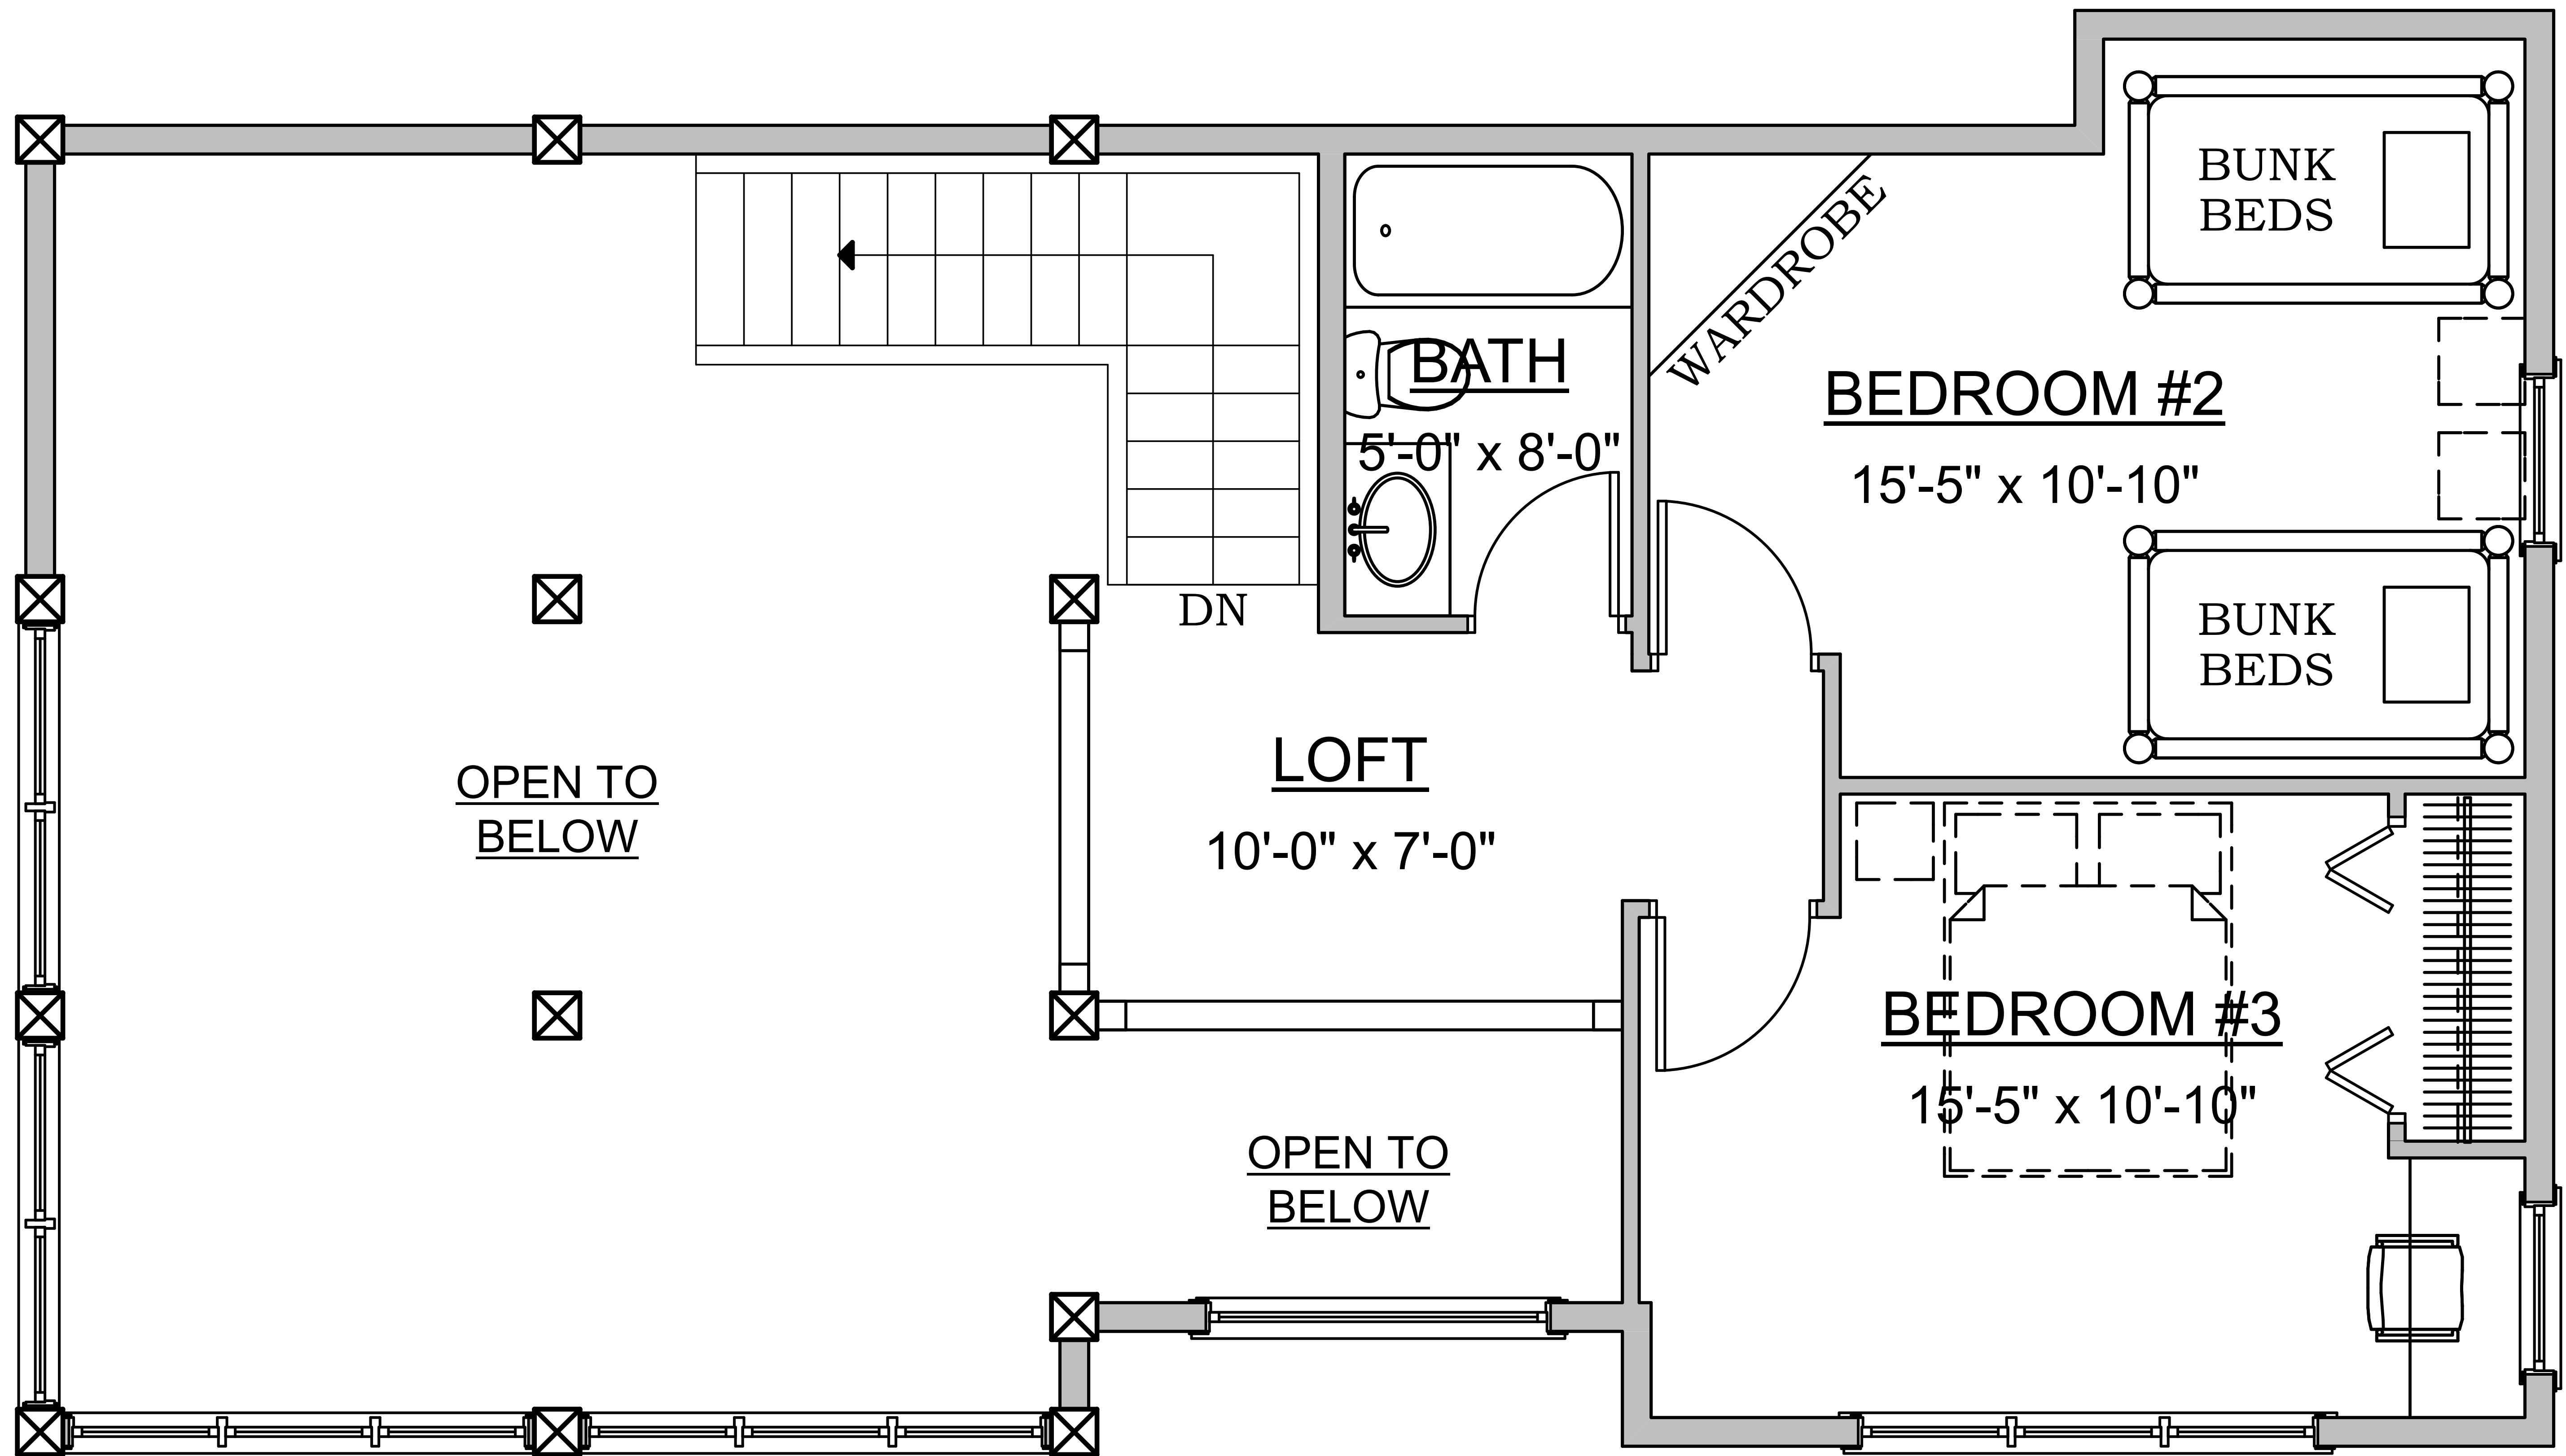 BUNK
BEDS
WARDROBE
BATH
5'-0" x 8'-0"
BEDROOM #2
15'-5" x 10'-10"
DN
BUNK
BEDS
LOFT
10'-0" x 7'-0"
OPEN TO
BELOW
BEDROOM #3
15'-5" x 10'-10"
OPEN TO
BELOW